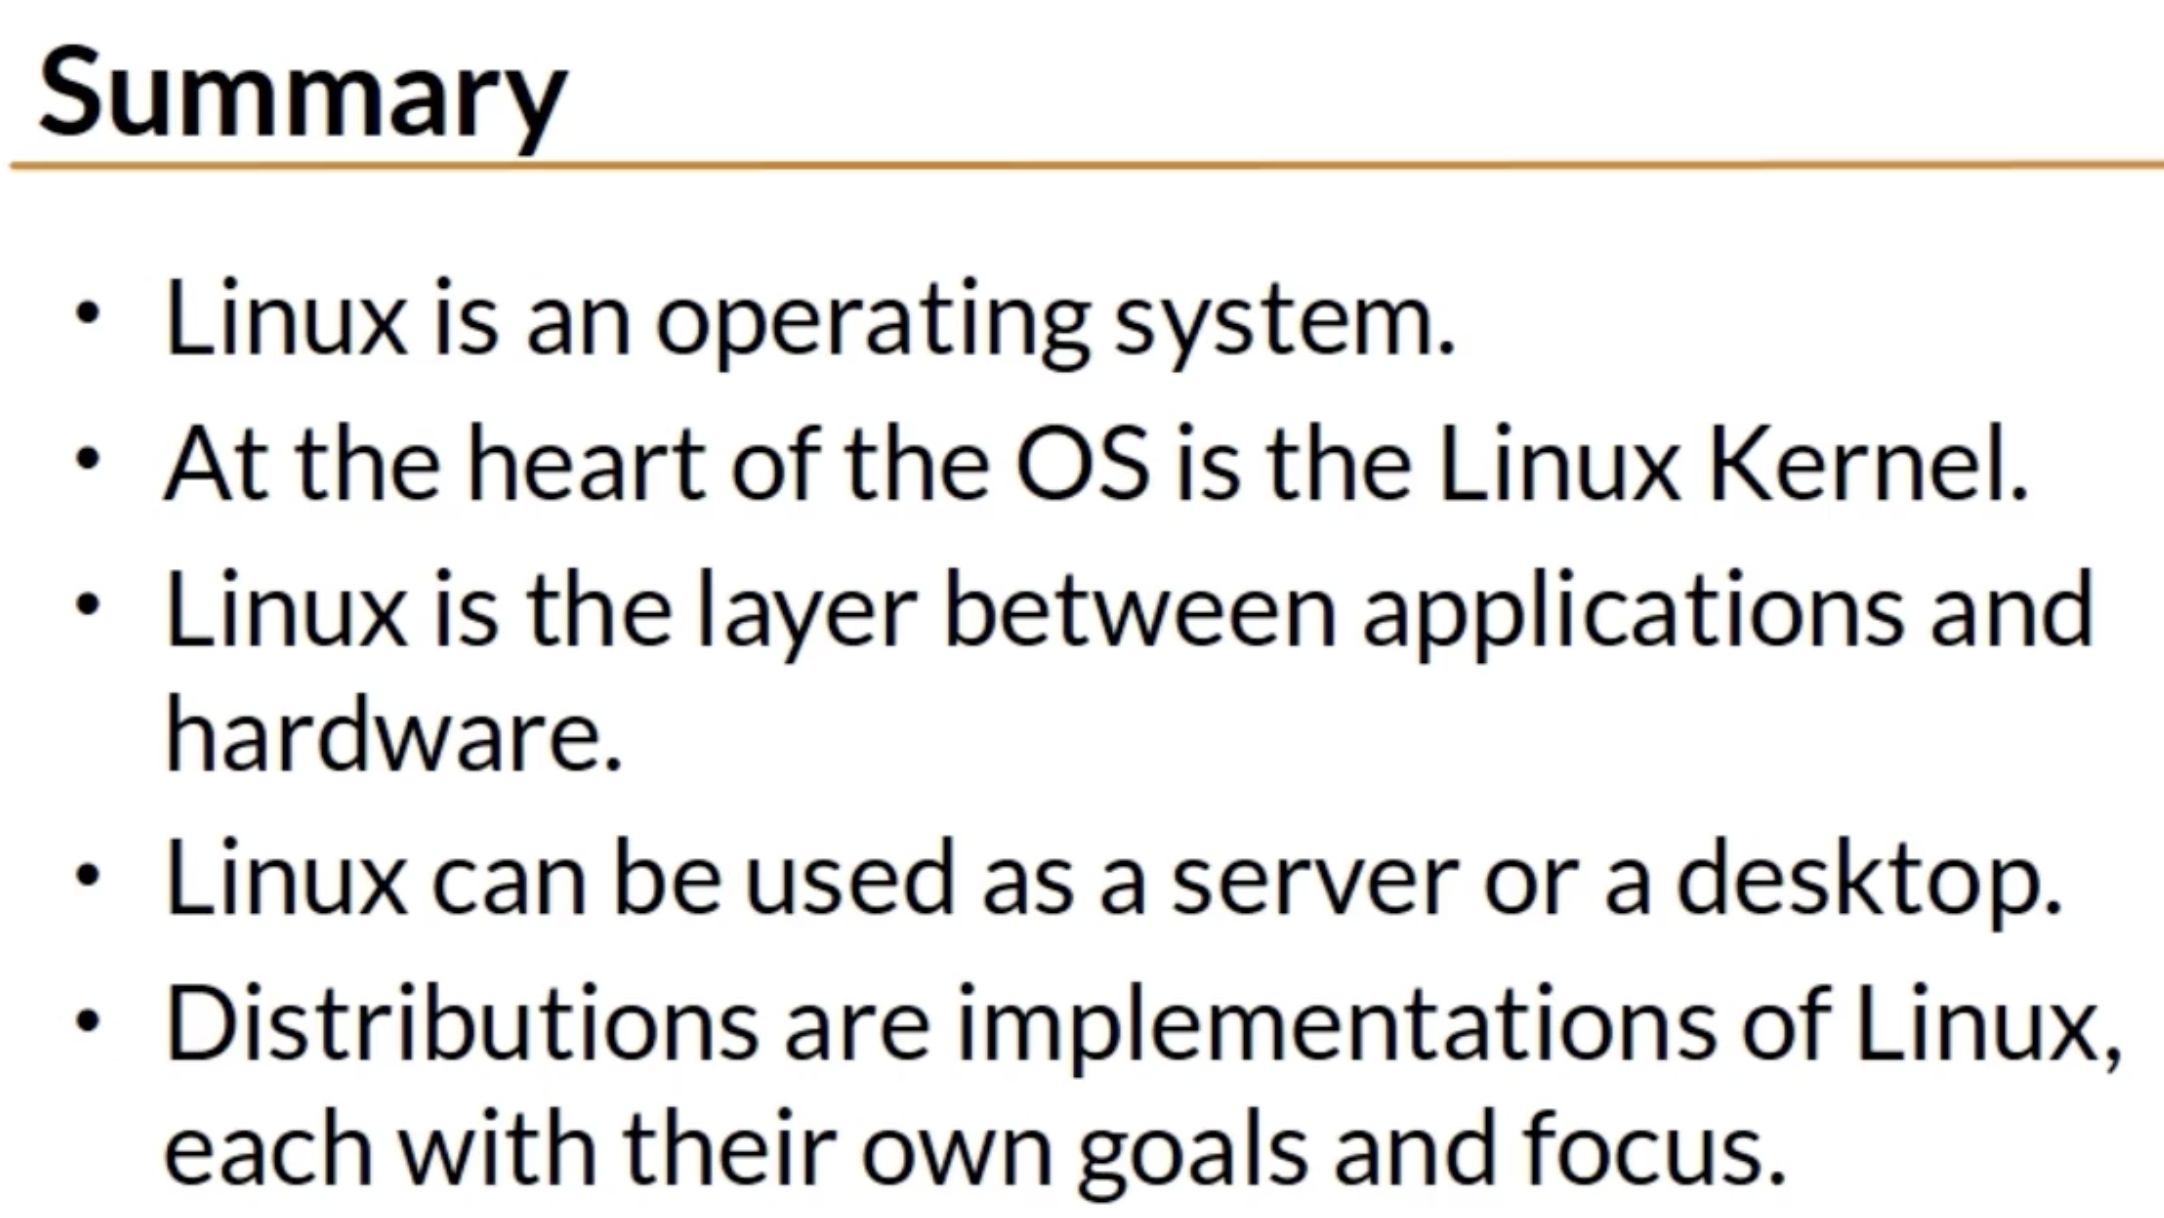 Summary
• Linux is an operating system.
• At the heart of the OS is the Linux Kernel.
• Linux is the layer between applications and
hardware.
• Linux can be used as a server or a desktop.
• Distributions are implementations of Linux,
each with their own goals and focus.